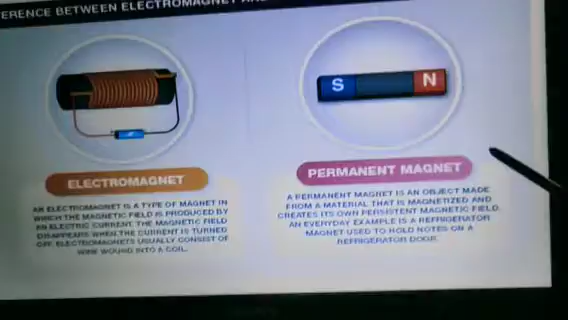 ERENCE BETWEEN ELECTROMAGNET AND
S
N
ELECTROMAGNET
PERMANENT MAGNET
AN ELECTROMAGNET IS A TYPE OF MAGNET IN
WHICH THE MAGNETIC FIELD IS PRODUCED BY
AN ELECTRIC CURRENT. THE MAGNETIC FIELD
DISAPPEARS WHEN THE CURRENT IS TURNED
OFF. ELECTROMAGNETS USUALLY CONSIST OF
WIRE WOUND INTO A COIL.
A PERMANENT MAGNET IS AN OBJECT MADE
FROM A MATERIAL THAT IS MAGNETIZED AND
CREATES ITS OWN PERSISTENT MAGNETIC FIELD.
AN EVERYDAY EXAMPLE IS A REFRIGERATOR
MAGNET USED TO HOLD NOTES ON A
REFRIGERATOR DOOR.